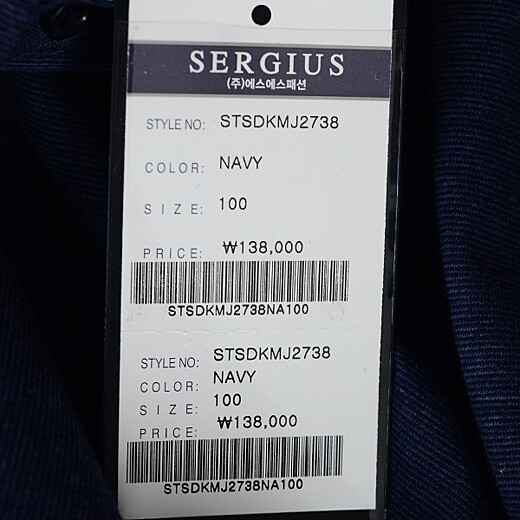 SERGIUS
(주)에스에스패션
STYLE NO: STSDKMJ2738
COLOR: NAVY
SIZE: 100
PRICE: ₩138,000
STSDKMJ2738NA100
STYLE NO: STSDKMJ2738
COLOR: NAVY
SIZE: 100
PRICE: ₩138,000
STSDKMJ2738NA100